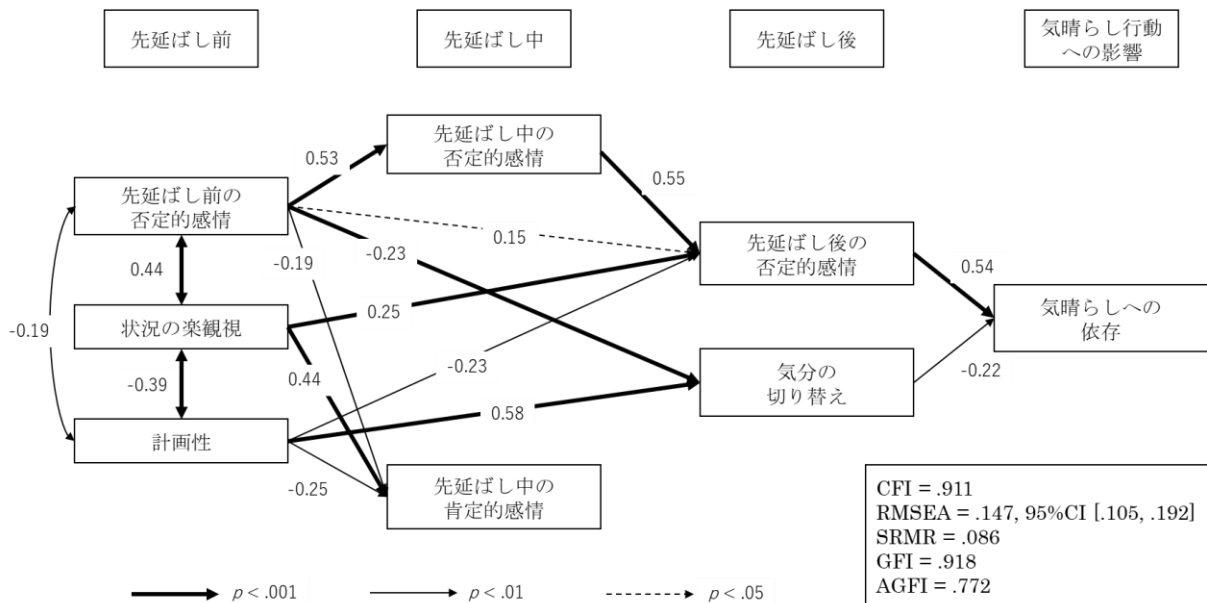 先延ばし前
先延ばし中
先延ばし後
気晴らし行動
への影響
先延ばし中の
否定的感情
0.53
0.55
先延ばし前の
否定的感情
0.15
-0.23
-0.19
先延ばし後の
否定的感情
0.44
0.54
0.25
気晴らしへの
依存
-0.19
状況の楽観視
-0.39
0.44
-0.23
気分の
切り替え
-0.22
0.58
計画性
-0.25
先延ばし中の
肯定的感情
CFI = .911
RMSEA = .147, 95%CI [.105, .192]
SRMR = .086
GFI = .918
AGFI = .772
p < .001
p < .01
p < .05